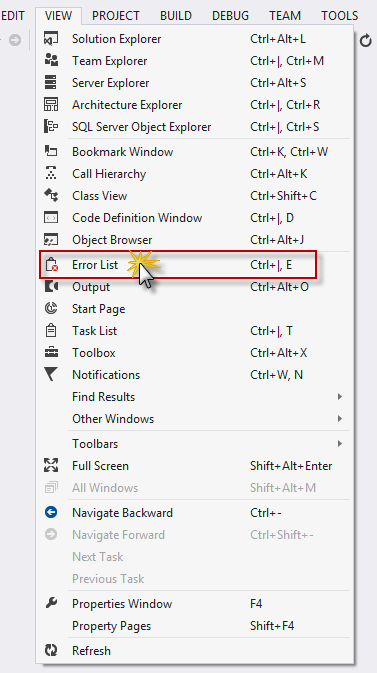 EDIT VIEW PROJECT BUILD DEBUG TEAM TOOLS
Solution Explorer Ctrl+Alt+L
Team Explorer Ctrl+|, Ctrl+M
Server Explorer Ctrl+Alt+S
Architecture Explorer Ctrl+|, Ctrl+R
SQL Server Object Explorer Ctrl+|, Ctrl+S
Bookmark Window Ctrl+K, Ctrl+W
Call Hierarchy Ctrl+Alt+K
Class View Ctrl+Shift+C
Code Definition Window Ctrl+|, D
Object Browser Ctrl+Alt+J
Error List Ctrl+|, E
Output Ctrl+Alt+O
Start Page
Task List Ctrl+|, T
Toolbox Ctrl+Alt+X
Notifications Ctrl+W, N
Find Results
Other Windows
Toolbars
Full Screen Shift+Alt+Enter
All Windows Shift+Alt+M
Navigate Backward Ctrl+-
Navigate Forward Ctrl+Shift+-
Next Task
Previous Task
Properties Window F4
Property Pages Shift+F4
Refresh